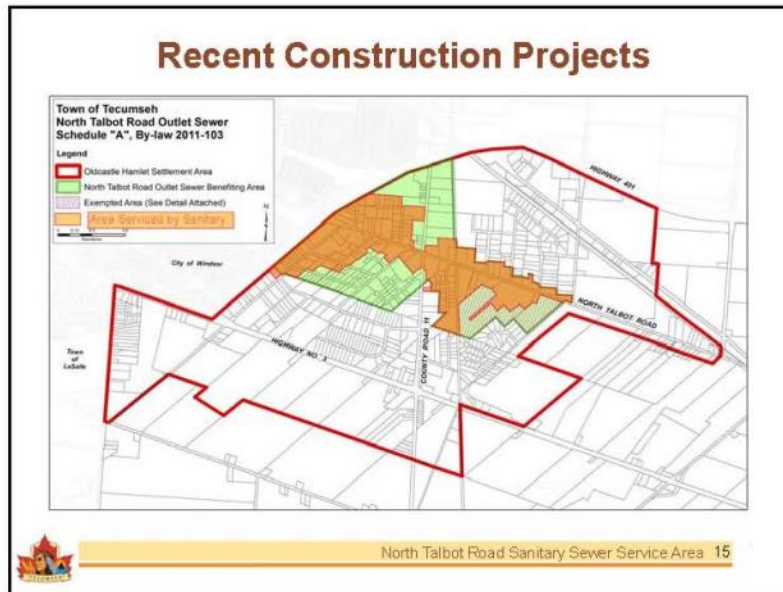 Recent Construction Projects
Town of Tecumseh
North Talbot Road Outlet Sewer
Schedule "A", By-law 2011-103
Legend
Oldcastle Hamlet Settlement Area
North Talbot Road Outlet Sewer Benefiting Area
Exempted Area (See Detail Attached)
Area Serviced by Sanitary
City of Windsor
HIGHWAY 401
NORTH TALBOT ROAD
Town
of
LaSalle
HIGHWAY NO. 3
COUNTY ROAD 11
North Talbot Road Sanitary Sewer Service Area 15